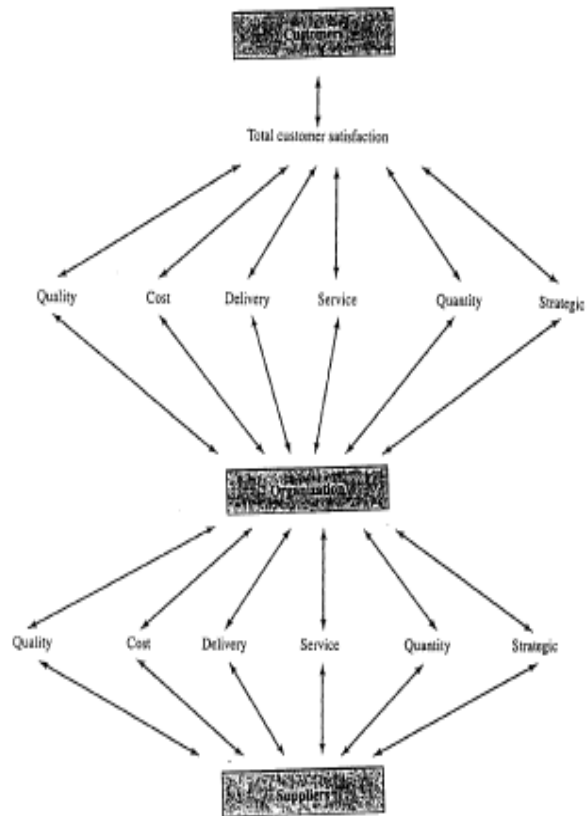 Customers
Total customer satisfaction
Quality Cost Delivery Service Quantity Strategic
Organization
Quality Cost Delivery Service Quantity Strategic
Suppliers